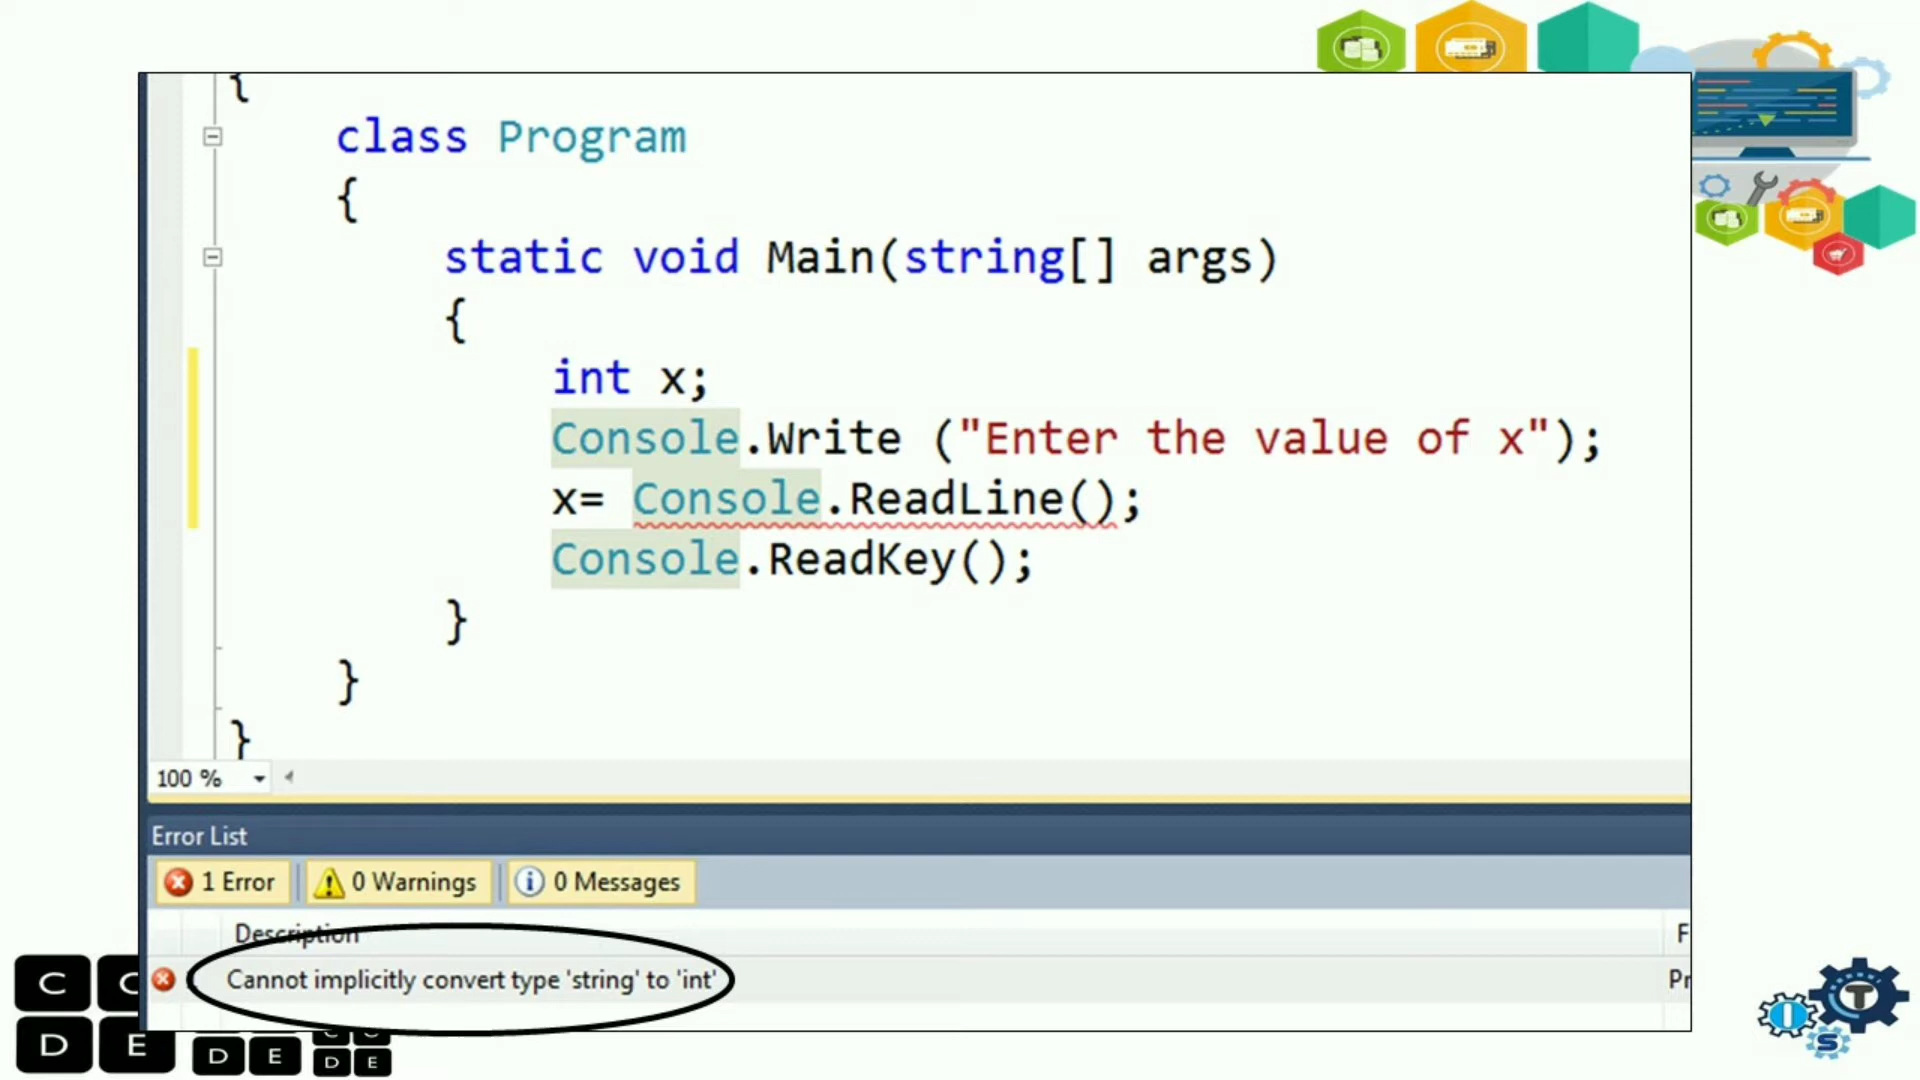 {
class Program
{
static void Main(string[] args)
{
int x;
Console.Write ("Enter the value of x");
x= Console.ReadLine();
Console.ReadKey();
}
}
}
100 %
Error List
1 Error
0 Warnings
0 Messages
Description
F
Cannot implicitly convert type 'string' to 'int'
Pr
C C
D E
D E
C C
D E
I T
S